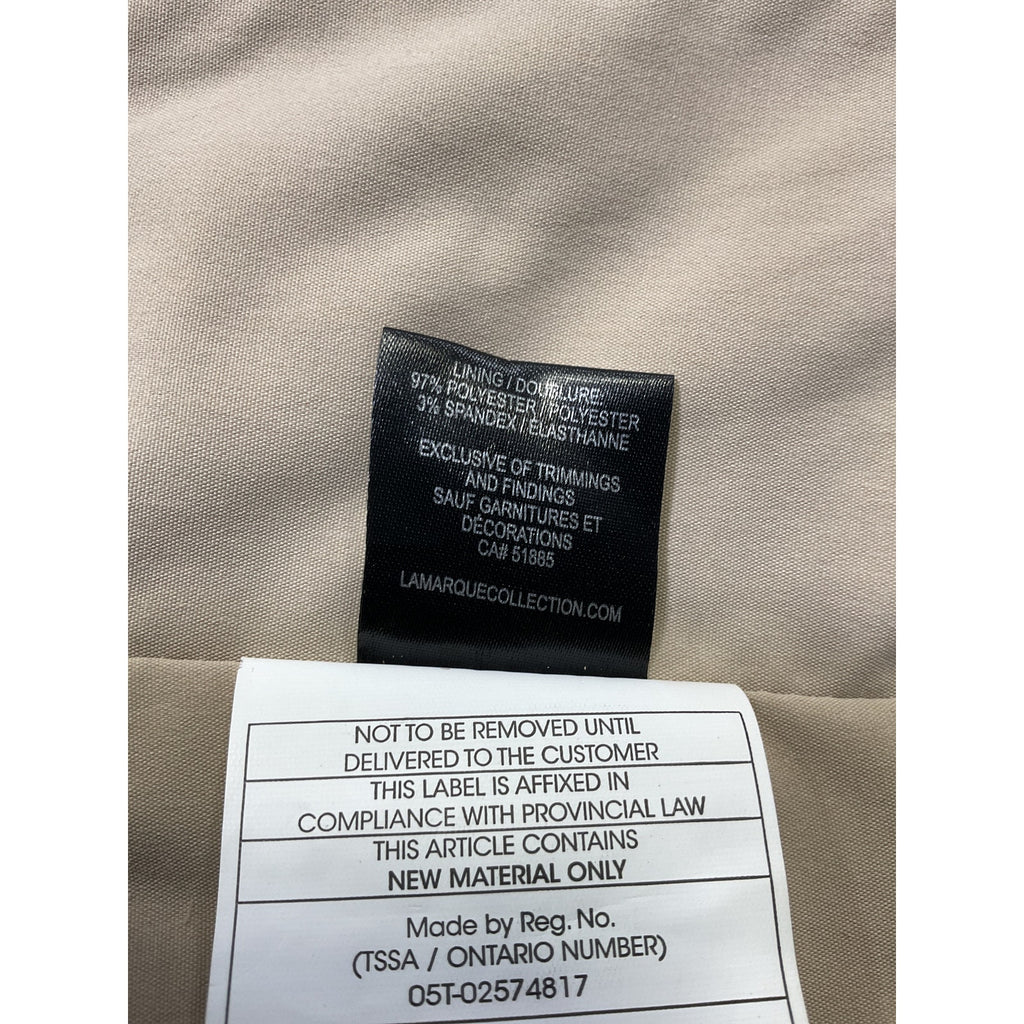 LINING / DOUBLURE:
97% POLYESTER / POLYESTER
3% SPANDEX / ELASTHANNE
EXCLUSIVE OF TRIMMINGS
AND FINDINGS
SAUF GARNITURES ET
DÉCORATIONS
CA# 51885
LAMARQUECOLLECTION.COM
NOT TO BE REMOVED UNTIL
DELIVERED TO THE CUSTOMER
THIS LABEL IS AFFIXED IN
COMPLIANCE WITH PROVINCIAL LAW
THIS ARTICLE CONTAINS
NEW MATERIAL ONLY
Made by Reg. No.
(TSSA / ONTARIO NUMBER)
05T-02574817